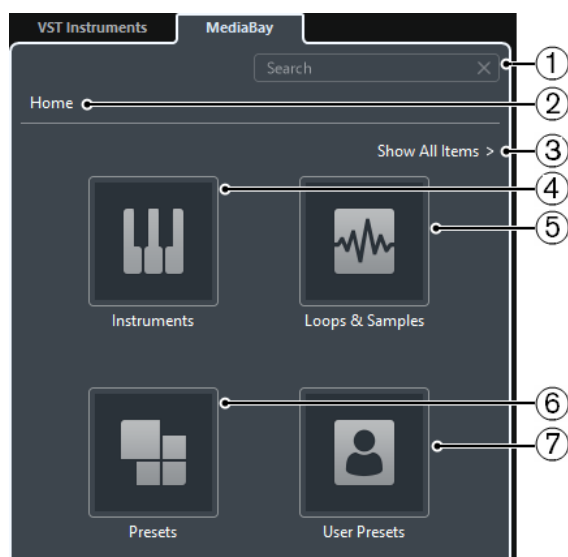 VST Instruments MediaBay
Search
1
Home
2
Show All Items >
3
4
5
Instruments Loops & Samples
6
7
Presets User Presets